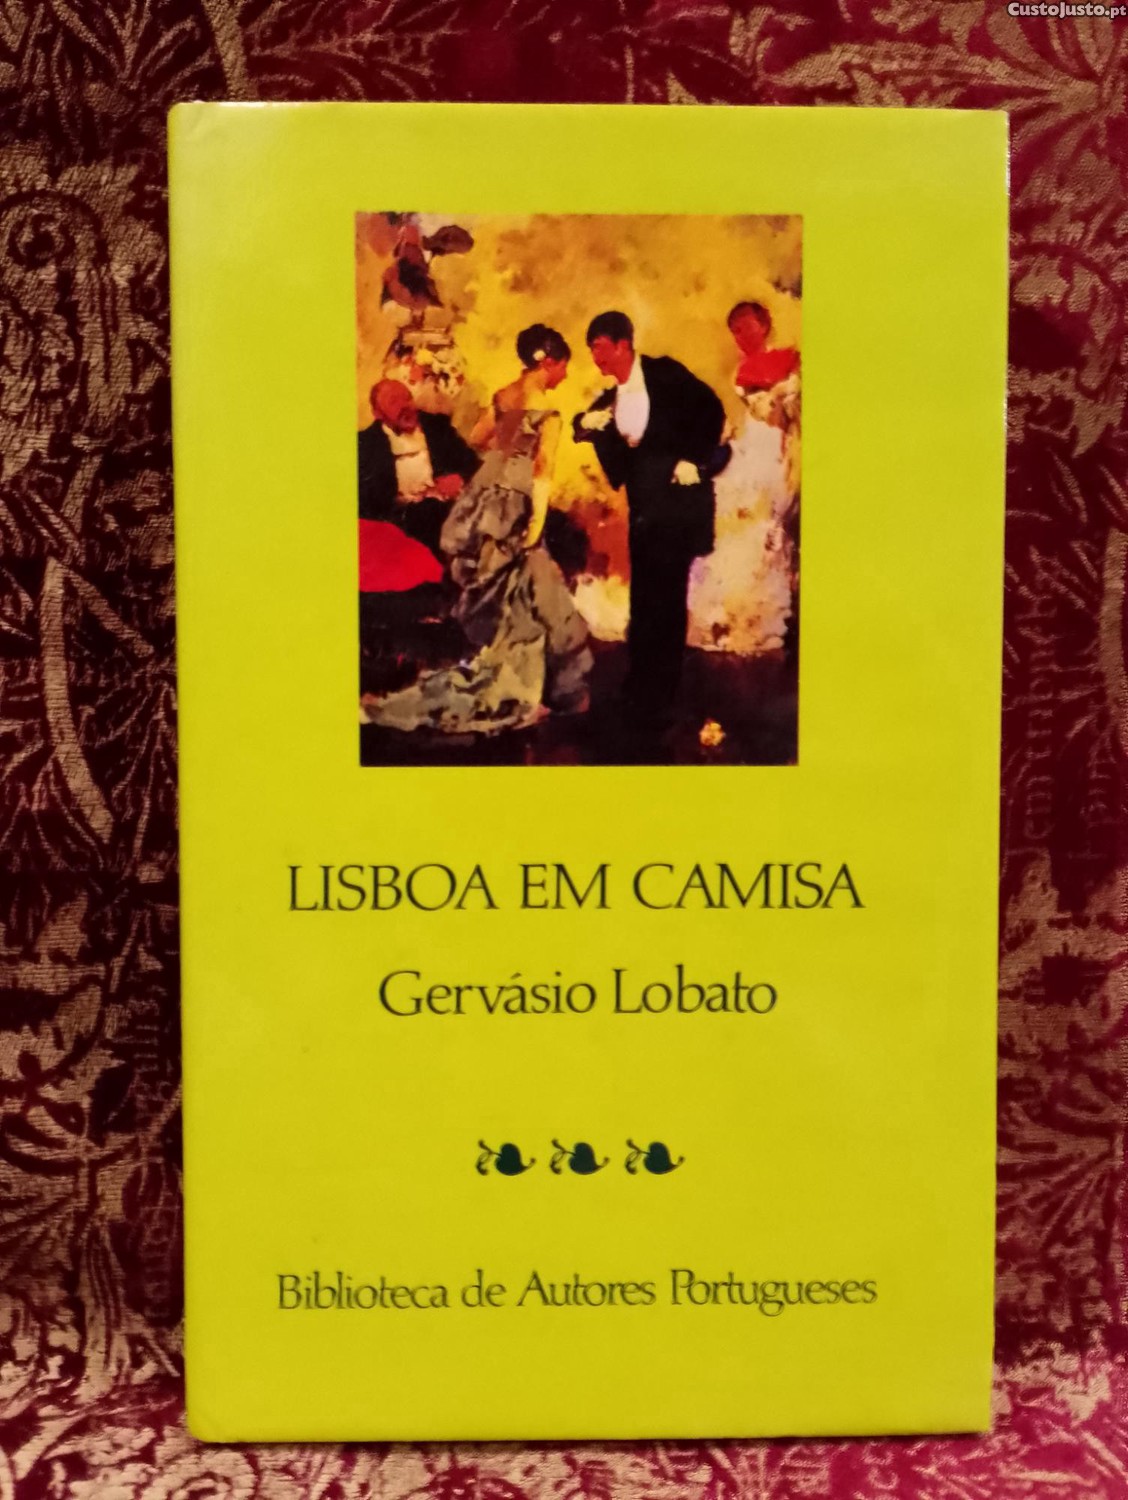 CustoJusto.pt
LISBOA EM CAMISA
Gervásio Lobato
Biblioteca de Autores Portugueses